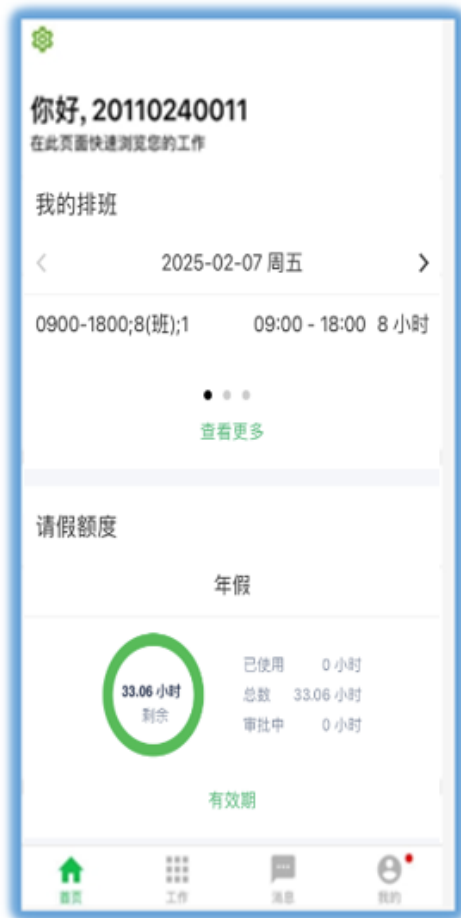 你好, 20110240011
在此页面快速浏览您的工作
我的排班
2025-02-07 周五
0900-1800;8(班);1 09:00 - 18:00 8 小时
查看更多
请假额度
年假
33.06 小时
剩余
已使用 0 小时
总数 33.06 小时
审批中 0 小时
有效期
首页 工作 消息 我的